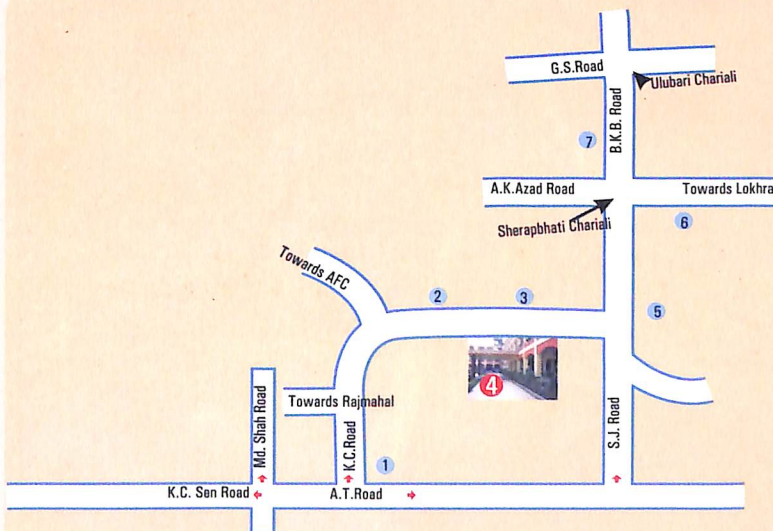 G.S.Road
Ulubari Chariali
B.K.B. Road
7
A.K.Azad Road
Towards Lokhra
Sherapbhati Chariali
6
Towards AFC
2
3
5
4
Towards Rajmahal
Md. Shah Road
K.C.Road
S.J. Road
1
K.C. Sen Road
A.T.Road